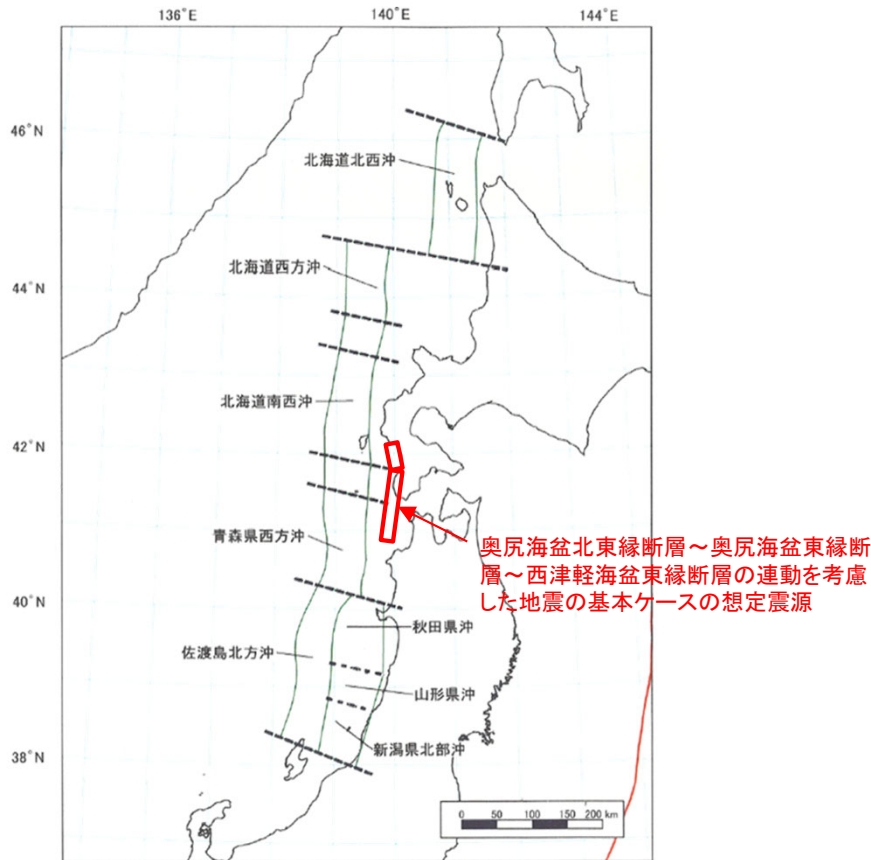 136°E
140°E
144°E
46°N
北海道北西沖
北海道西方沖
44°N
北海道南西沖
42°N
青森県西方沖
奥尻海盆北東縁断層～奥尻海盆東縁断
層～西津軽海盆東縁断層の連動を考慮
した地震の基本ケースの想定震源
40°N
秋田県沖
佐渡島北方沖
山形県沖
新潟県北部沖
38°N
0 50 100 150 200 km